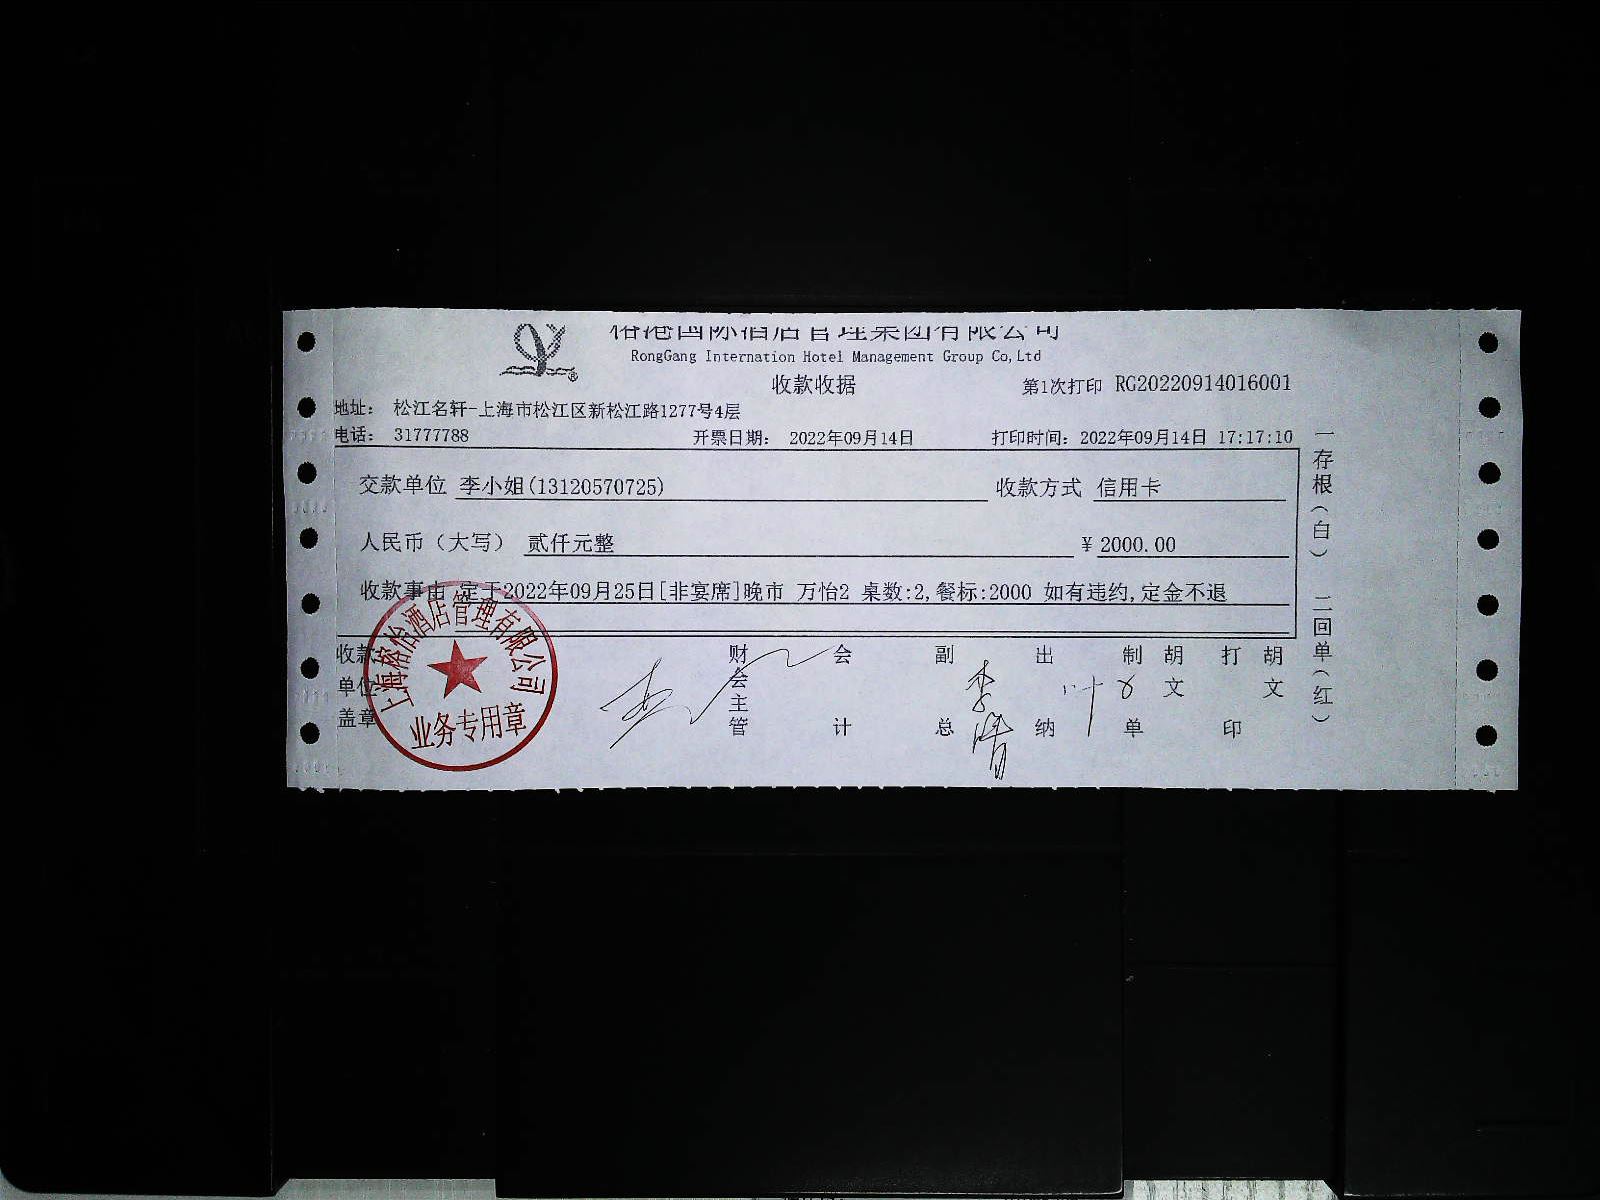 榕港国际酒店管理集团有限公司
RongGang Internation Hotel Management Group Co,Ltd
收款收据
第1次打印 RG20220914016001
地址: 松江名轩-上海市松江区新松江路1277号4层
电话: 31777788 开票日期: 2022年09月14日 打印时间: 2022年09月14日 17:17:10
交款单位 李小姐(13120570725) 收款方式 信用卡
人民币（大写） 贰仟元整 ¥ 2000.00
收款事由 定于2022年09月25日[非宴席]晚市 万怡2 桌数:2,餐标:2000 如有违约,定金不退
收款单位盖章
财会主管
会计
副总
李
出纳
叶
制单
胡文
打印
胡文
一存根（白） 二回单（红）
上海榕怡酒店管理有限公司
业务专用章